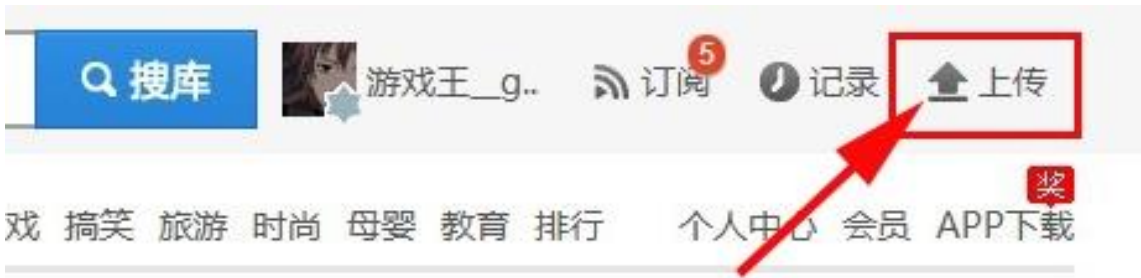 搜库 游戏王__g.. 订阅 5 记录 上传
奖
戏 搞笑 旅游 时尚 母婴 教育 排行 个人中心 会员 APP下载